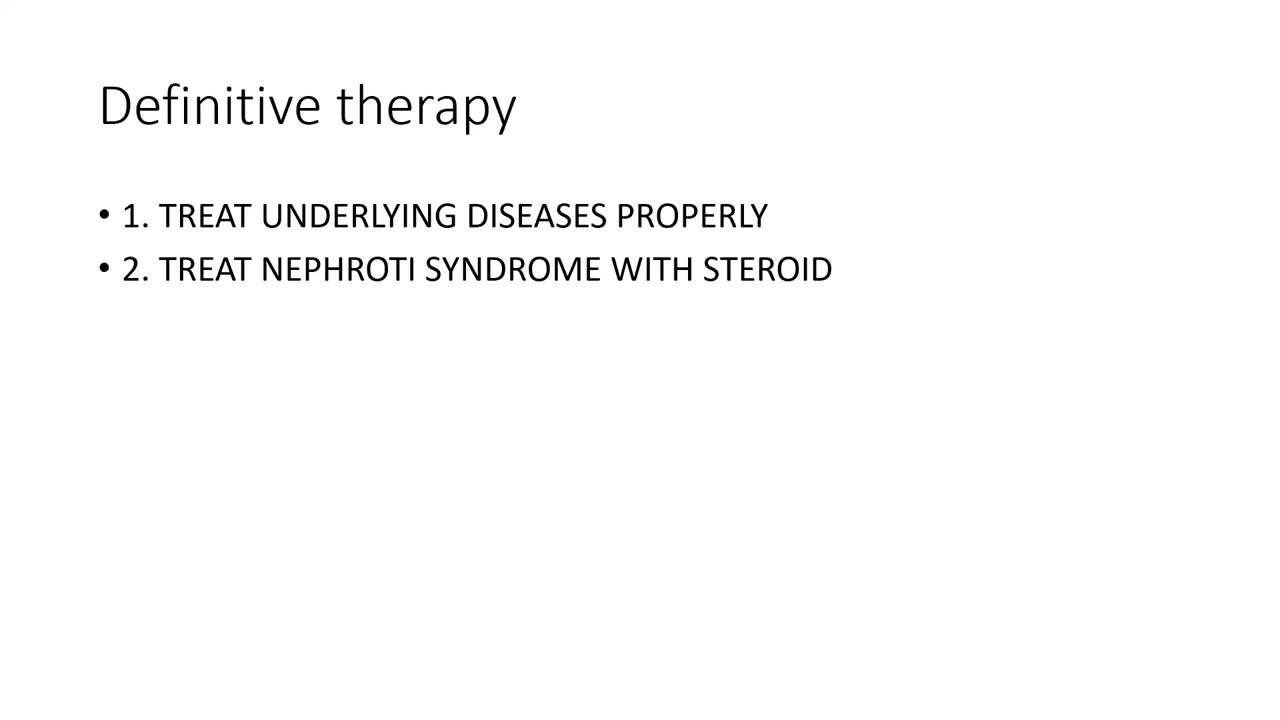 Definitive therapy
• 1. TREAT UNDERLYING DISEASES PROPERLY
• 2. TREAT NEPHROTI SYNDROME WITH STEROID